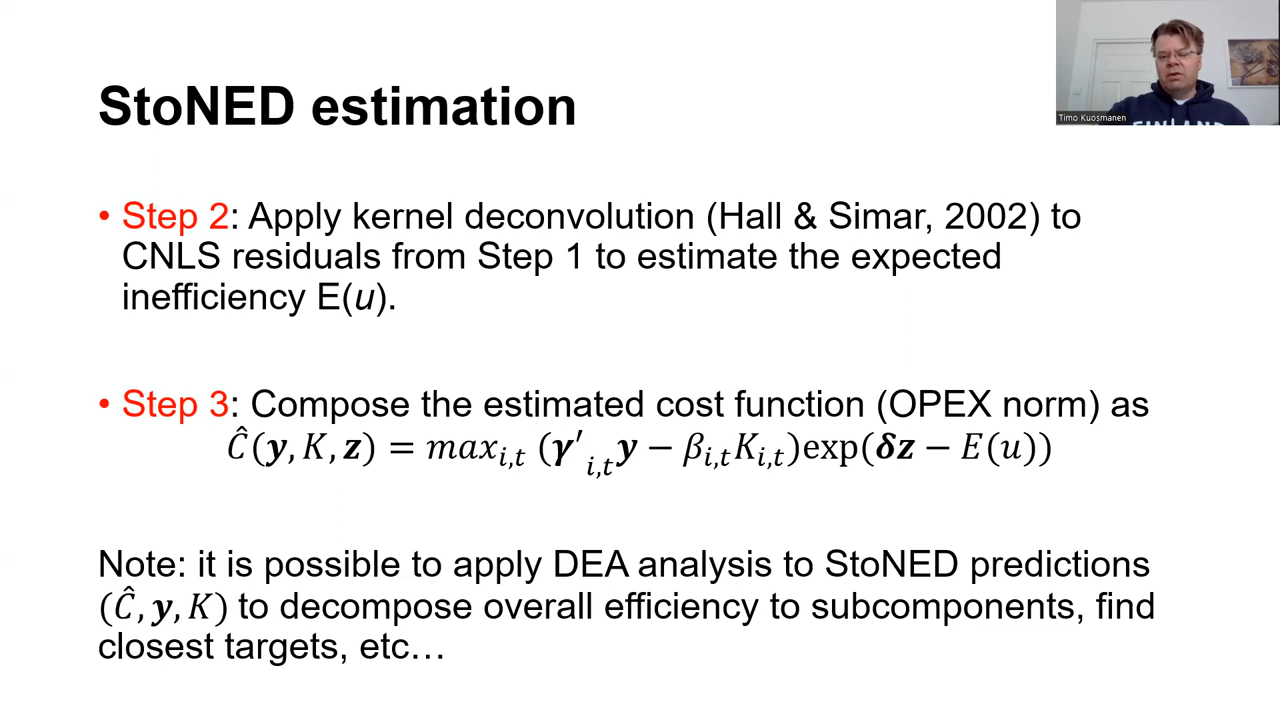 StoNED estimation
Timo Kuosmanen
FINLAND
• Step 2: Apply kernel deconvolution (Hall & Simar, 2002) to
CNLS residuals from Step 1 to estimate the expected
inefficiency E(u).
• Step 3: Compose the estimated cost function (OPEX norm) as
Ĉ(y, K, z) = max_{i,t} (γ′_{i,t}y − β_{i,t}K_{i,t})exp(δz − E(u))
Note: it is possible to apply DEA analysis to StoNED predictions
(Ĉ, y, K) to decompose overall efficiency to subcomponents, find
closest targets, etc…